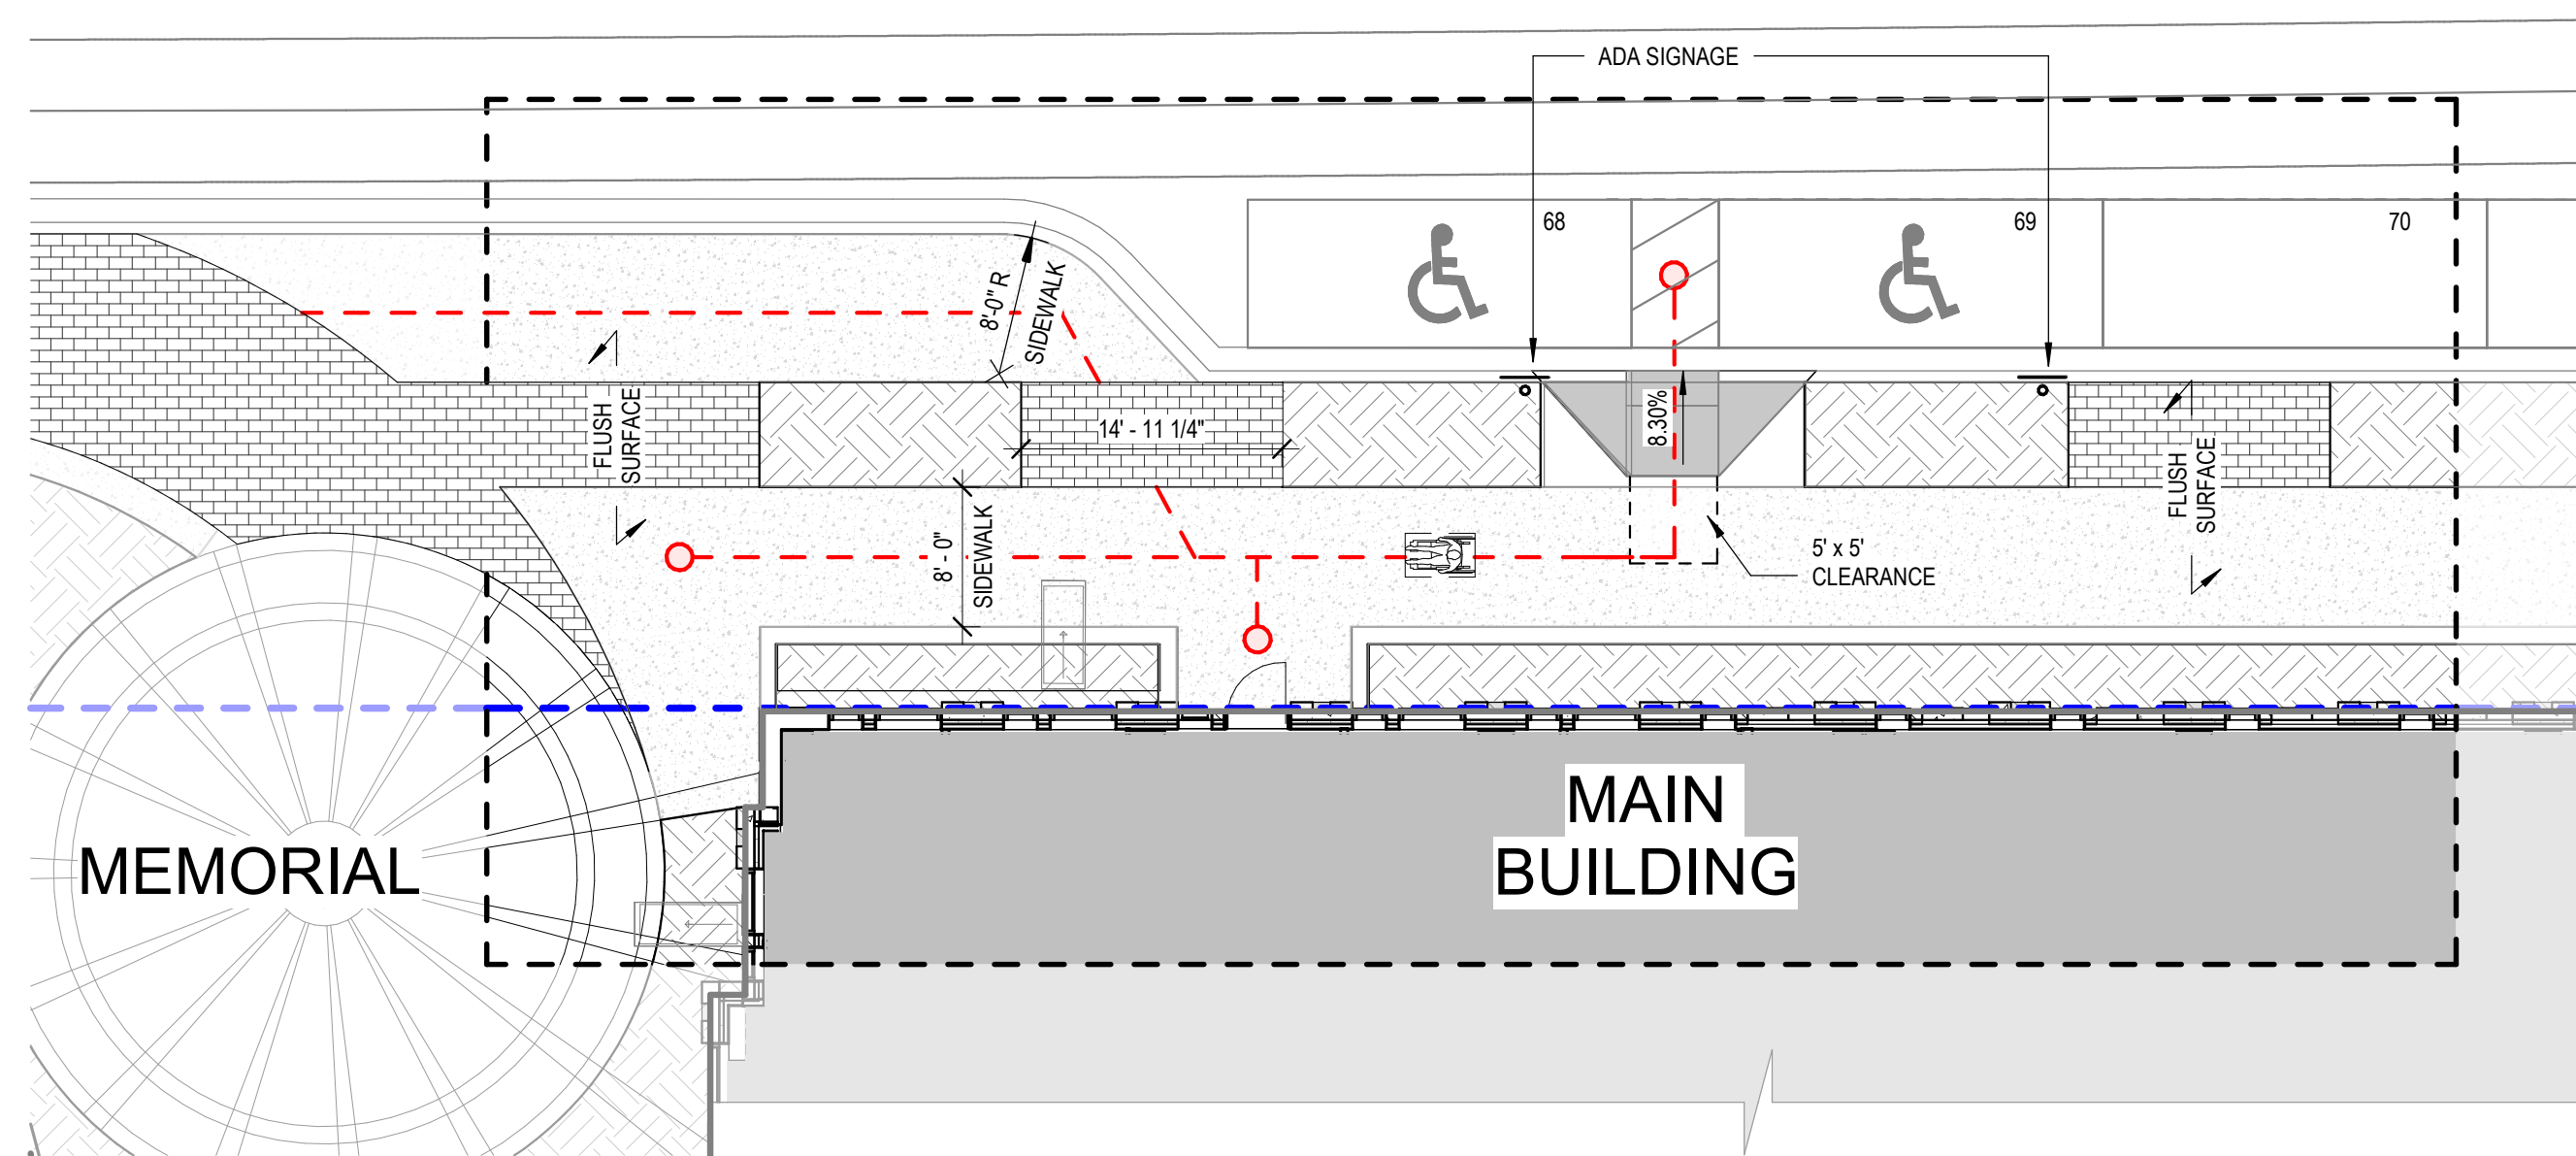 ADA SIGNAGE
68
69
70
8'-0" R
SIDEWALK
FLUSH
SURFACE
14' - 11 1/4"
8.30%
FLUSH
SURFACE
8' - 0"
SIDEWALK
5' x 5'
CLEARANCE
MAIN
BUILDING
MEMORIAL